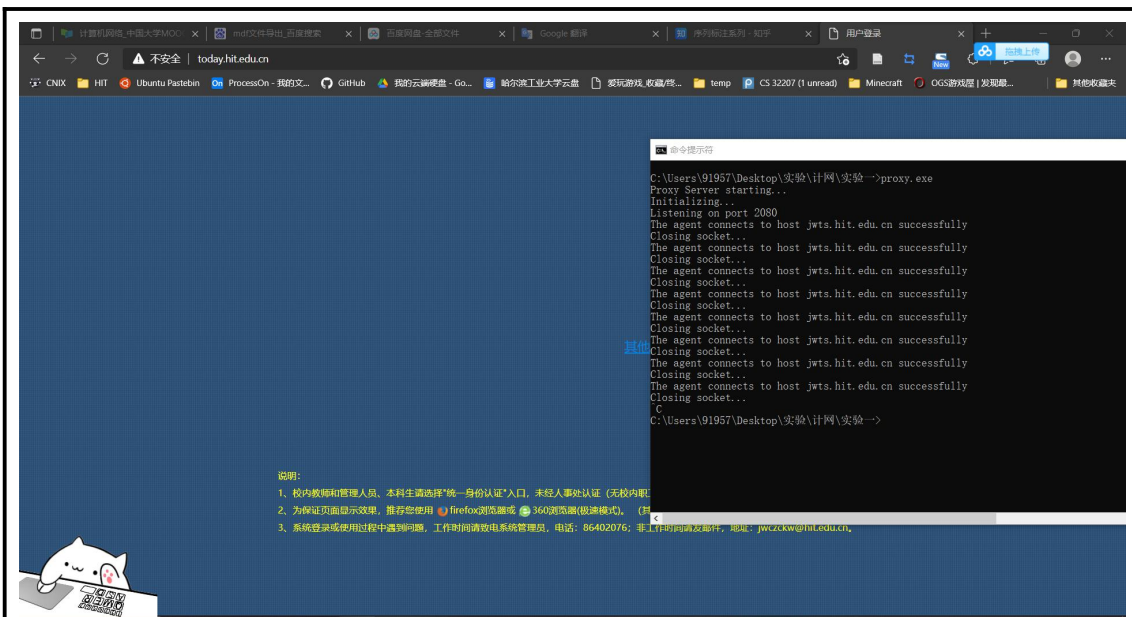 计算机网络_中国大学MOO
mdf文件导出_百度搜索
百度网盘-全部文件
Google 翻译
序列标注系列 - 知乎
用户登录
不安全 | today.hit.edu.cn
New
拖拽上传
CNIX
HIT
Ubuntu Pastebin
On ProcessOn - 我的文...
GitHub
我的云端硬盘 - Go...
哈尔滨工业大学云盘
爱玩游戏_收藏/终...
temp
CS 32207 (1 unread)
Minecraft
OGS游戏屋 | 发现最...
其他收藏夹
命令提示符
C:\Users\91957\Desktop\实验\计网\实验一>proxy.exe
Proxy Server starting...
Initializing...
Listening on port 2080
The agent connects to host jwts.hit.edu.cn successfully
Closing socket...
The agent connects to host jwts.hit.edu.cn successfully
Closing socket...
The agent connects to host jwts.hit.edu.cn successfully
Closing socket...
The agent connects to host jwts.hit.edu.cn successfully
Closing socket...
The agent connects to host jwts.hit.edu.cn successfully
Closing socket...
The agent connects to host jwts.hit.edu.cn successfully
Closing socket...
The agent connects to host jwts.hit.edu.cn successfully
Closing socket...
The agent connects to host jwts.hit.edu.cn successfully
Closing socket...
^C
C:\Users\91957\Desktop\实验\计网\实验一>
其他
说明:
1、校内教师和管理人员、本科生请选择"统一身份认证"入口，未经人事处认证（无校内职
2、为保证页面显示效果，推荐您使用 firefox浏览器或 360浏览器(极速模式)。（其
3、系统登录或使用过程中遇到问题，工作时间请致电系统管理员，电话：86402076；非工作时间请发邮件，地址：jwczckw@hit.edu.cn。